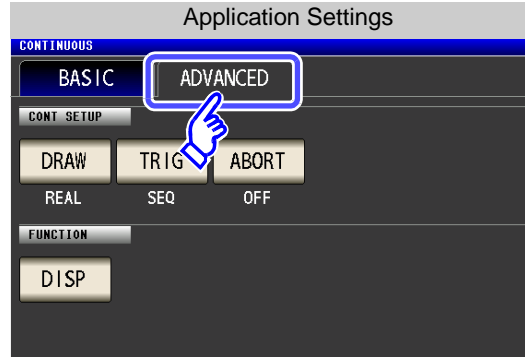 Application Settings
CONTINUOUS
BASIC ADVANCED
CONT SETUP
DRAW TRIG ABORT
REAL SEQ OFF
FUNCTION
DISP